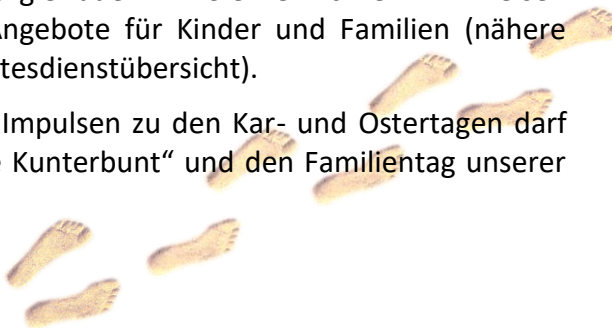 Angebote für Kinder und Familien (nähere
tesdienstübersicht).
Impulsen zu den Kar- und Ostertagen darf
Kunterbunt“ und den Familientag unserer